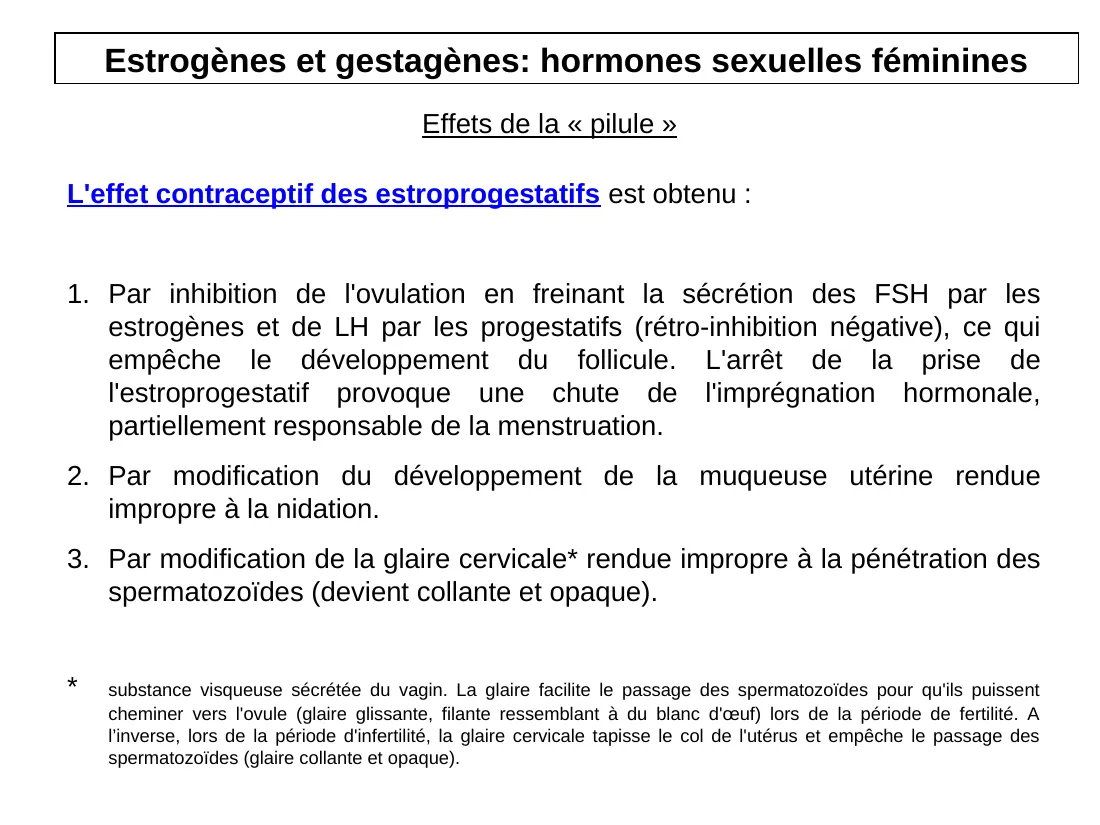 Estrogènes et gestagènes: hormones sexuelles féminines
Effets de la « pilule »
L'effet contraceptif des estroprogestatifs est obtenu :
1. Par inhibition de l'ovulation en freinant la sécrétion des FSH par les
estrogènes et de LH par les progestatifs (rétro-inhibition négative), ce qui
empêche le développement du follicule. L'arrêt de la prise de
l'estroprogestatif provoque une chute de l'imprégnation hormonale,
partiellement responsable de la menstruation.
2. Par modification du développement de la muqueuse utérine rendue
impropre à la nidation.
3. Par modification de la glaire cervicale* rendue impropre à la pénétration des
spermatozoïdes (devient collante et opaque).
* substance visqueuse sécrétée du vagin. La glaire facilite le passage des spermatozoïdes pour qu'ils puissent
cheminer vers l'ovule (glaire glissante, filante ressemblant à du blanc d'œuf) lors de la période de fertilité. A
l’inverse, lors de la période d'infertilité, la glaire cervicale tapisse le col de l'utérus et empêche le passage des
spermatozoïdes (glaire collante et opaque).